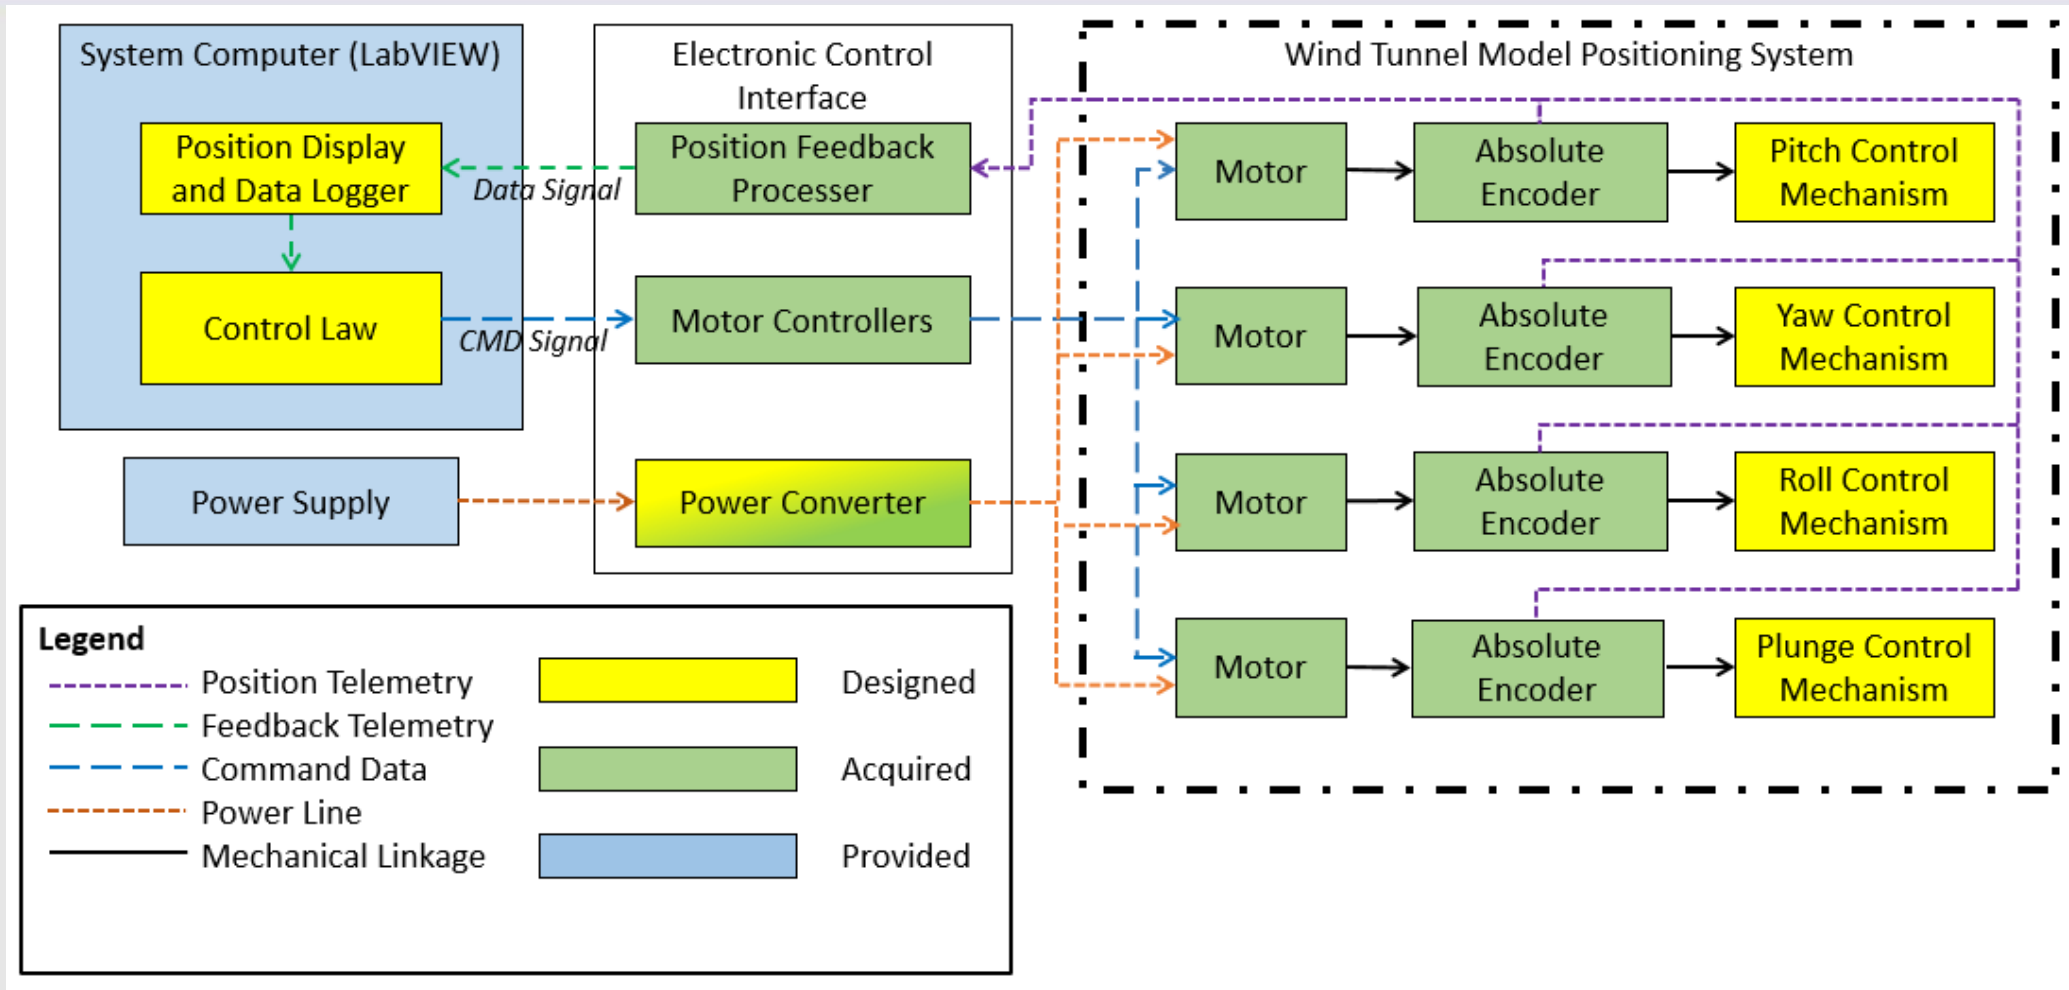 System Computer (LabVIEW)
Position Display
and Data Logger
Control Law
Data Signal
CMD Signal
Power Supply
Electronic Control
Interface
Position Feedback
Processer
Motor Controllers
Power Converter
Wind Tunnel Model Positioning System
Motor
Absolute
Encoder
Pitch Control
Mechanism
Motor
Absolute
Encoder
Yaw Control
Mechanism
Motor
Absolute
Encoder
Roll Control
Mechanism
Motor
Absolute
Encoder
Plunge Control
Mechanism
Legend
Position Telemetry
Feedback Telemetry
Command Data
Power Line
Mechanical Linkage
Designed
Acquired
Provided